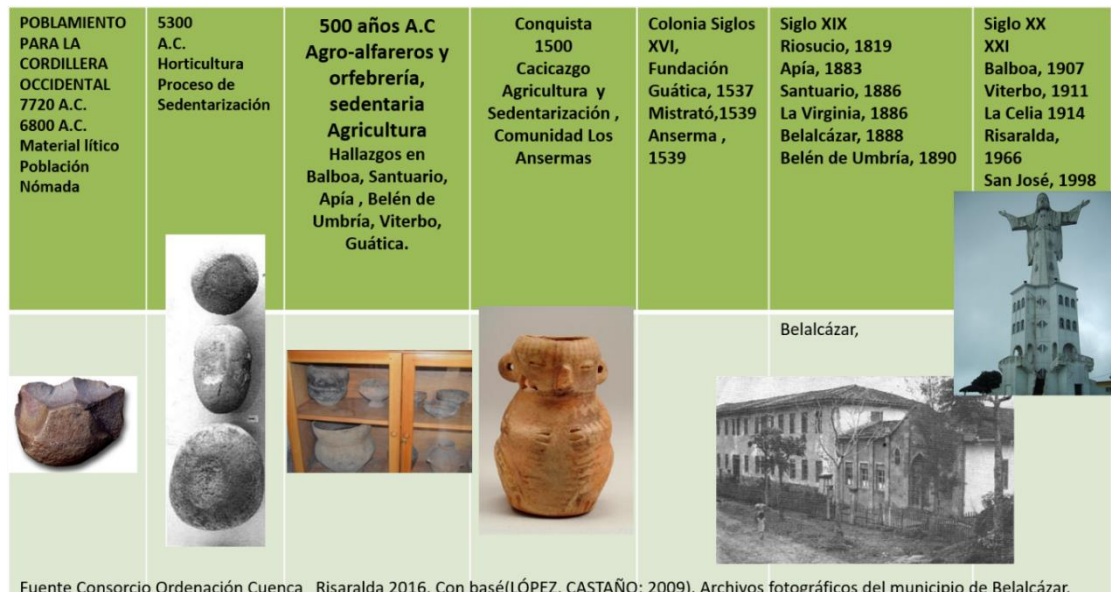 POBLAMIENTO
PARA LA
CORDILLERA
OCCIDENTAL
7720 A.C.
6800 A.C.
Material lítico
Población
Nómada
5300
A.C.
Horticultura
Proceso de
Sedentarización
500 años A.C
Agro-alfareros y
orfebrería,
sedentaria
Agricultura
Hallazgos en
Balboa, Santuario,
Apía , Belén de
Umbría, Viterbo,
Guática.
Conquista
1500
Cacicazgo
Agricultura y
Sedentarización ,
Comunidad Los
Ansermas
Colonia Siglos
XVI,
Fundación
Guática, 1537
Mistrató,1539
Anserma ,
1539
Siglo XIX
Riosucio, 1819
Apía, 1883
Santuario, 1886
La Virginia, 1886
Belalcázar, 1888
Belén de Umbría, 1890
Siglo XX
XXI
Balboa, 1907
Viterbo, 1911
La Celia 1914
Risaralda,
1966
San José, 1998
Belalcázar,
Fuente Consorcio Ordenación Cuenca Risaralda 2016. Con basé(LÓPEZ, CASTAÑO: 2009). Archivos fotográficos del municipio de Belalcázar.